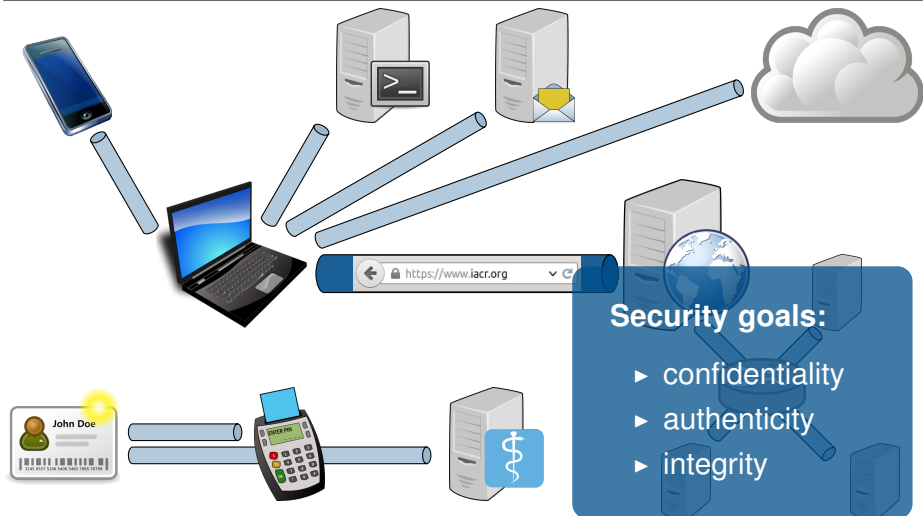 >_
https://www.iacr.org
Security goals:
▸ confidentiality
▸ authenticity
▸ integrity
John Doe
ENTER PIN